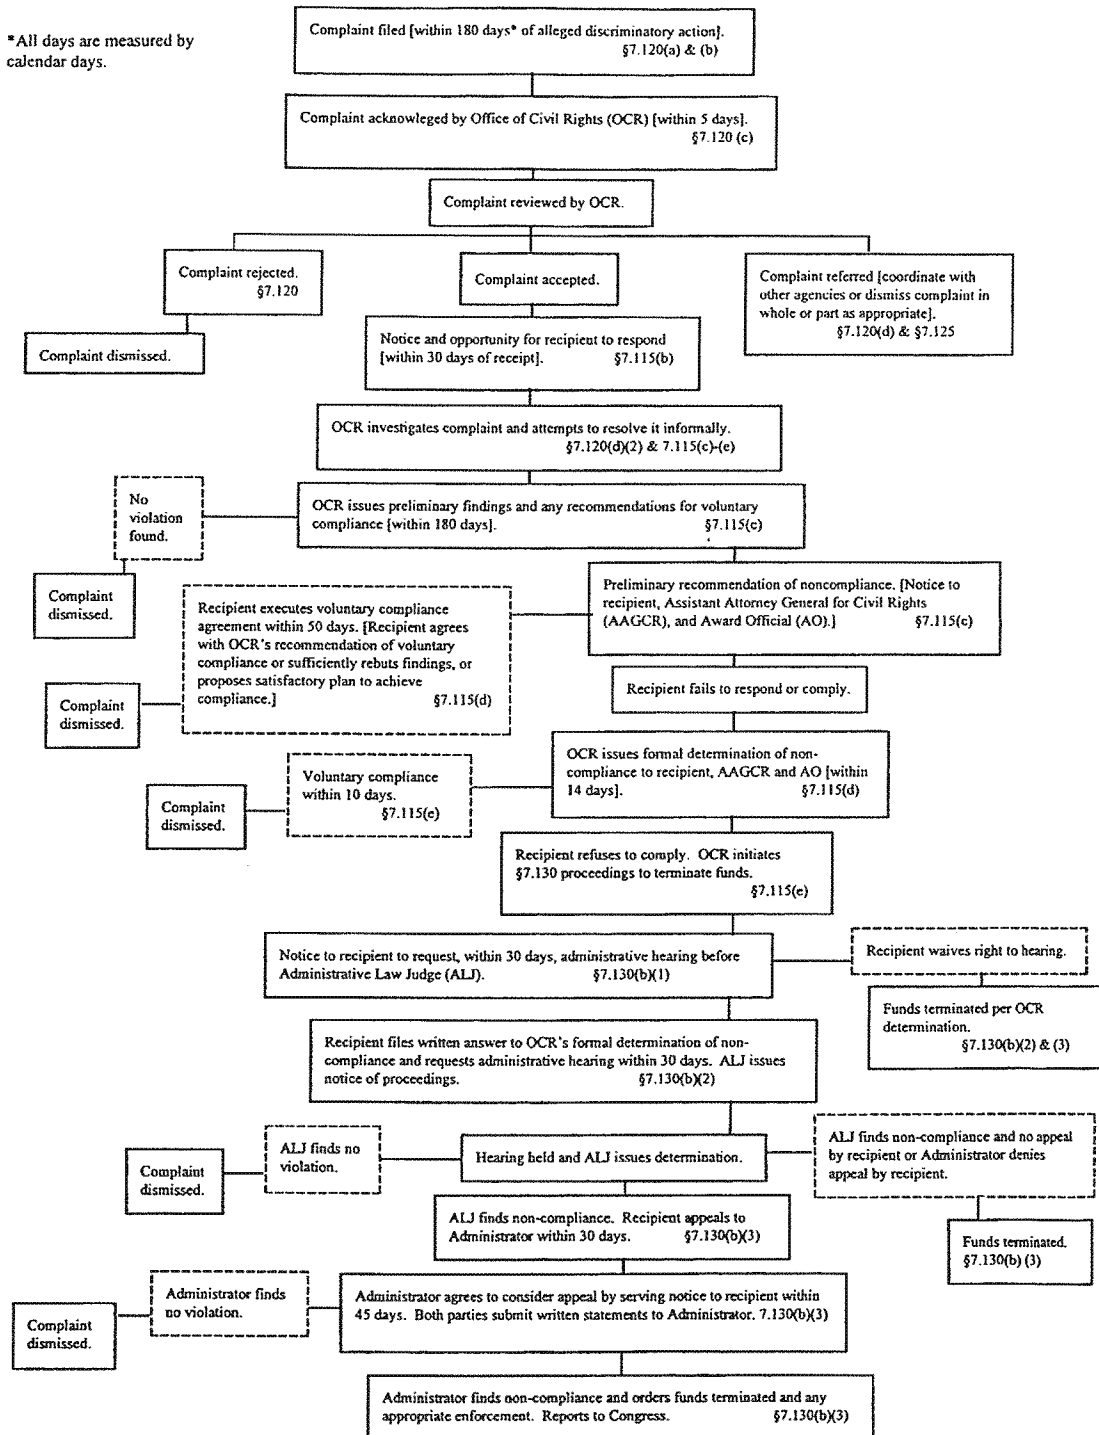 *All days are measured by
calendar days.
Complaint filed [within 180 days* of alleged discriminatory action].
§7.120(a) & (b)
Complaint acknowleged by Office of Civil Rights (OCR) [within 5 days].
§7.120 (c)
Complaint reviewed by OCR.
Complaint rejected.
§7.120
Complaint dismissed.
Complaint accepted.
Complaint referred [coordinate with
other agencies or dismiss complaint in
whole or part as appropriate].
§7.120(d) & §7.125
Notice and opportunity for recipient to respond
[within 30 days of receipt]. §7.115(b)
OCR investigates complaint and attempts to resolve it informally.
§7.120(d)(2) & 7.115(c)-(e)
No
violation
found.
OCR issues preliminary findings and any recommendations for voluntary
compliance [within 180 days]. §7.115(c)
Complaint
dismissed.
Preliminary recommendation of noncompliance. [Notice to
recipient, Assistant Attorney General for Civil Rights
(AAGCR), and Award Official (AO).] §7.115(c)
Recipient executes voluntary compliance
agreement within 50 days. [Recipient agrees
with OCR's recommendation of voluntary
compliance or sufficiently rebuts findings, or
proposes satisfactory plan to achieve
compliance.] §7.115(d)
Complaint
dismissed.
Recipient fails to respond or comply.
OCR issues formal determination of non-
compliance to recipient, AAGCR and AO [within
14 days]. §7.115(d)
Voluntary compliance
within 10 days.
§7.115(e)
Complaint
dismissed.
Recipient refuses to comply. OCR initiates
§7.130 proceedings to terminate funds.
§7.115(e)
Notice to recipient to request, within 30 days, administrative hearing before
Administrative Law Judge (ALJ). §7.130(b)(1)
Recipient waives right to hearing.
Funds terminated per OCR
determination.
§7.130(b)(2) & (3)
Recipient files written answer to OCR's formal determination of non-
compliance and requests administrative hearing within 30 days. ALJ issues
notice of proceedings. §7.130(b)(2)
Hearing held and ALJ issues determination.
ALJ finds no
violation.
Complaint
dismissed.
ALJ finds non-compliance and no appeal
by recipient or Administrator denies
appeal by recipient.
Funds terminated.
§7.130(b) (3)
ALJ finds non-compliance. Recipient appeals to
Administrator within 30 days. §7.130(b)(3)
Administrator agrees to consider appeal by serving notice to recipient within
45 days. Both parties submit written statements to Administrator. 7.130(b)(3)
Administrator finds
no violation.
Complaint
dismissed.
Administrator finds non-compliance and orders funds terminated and any
appropriate enforcement. Reports to Congress. §7.130(b)(3)